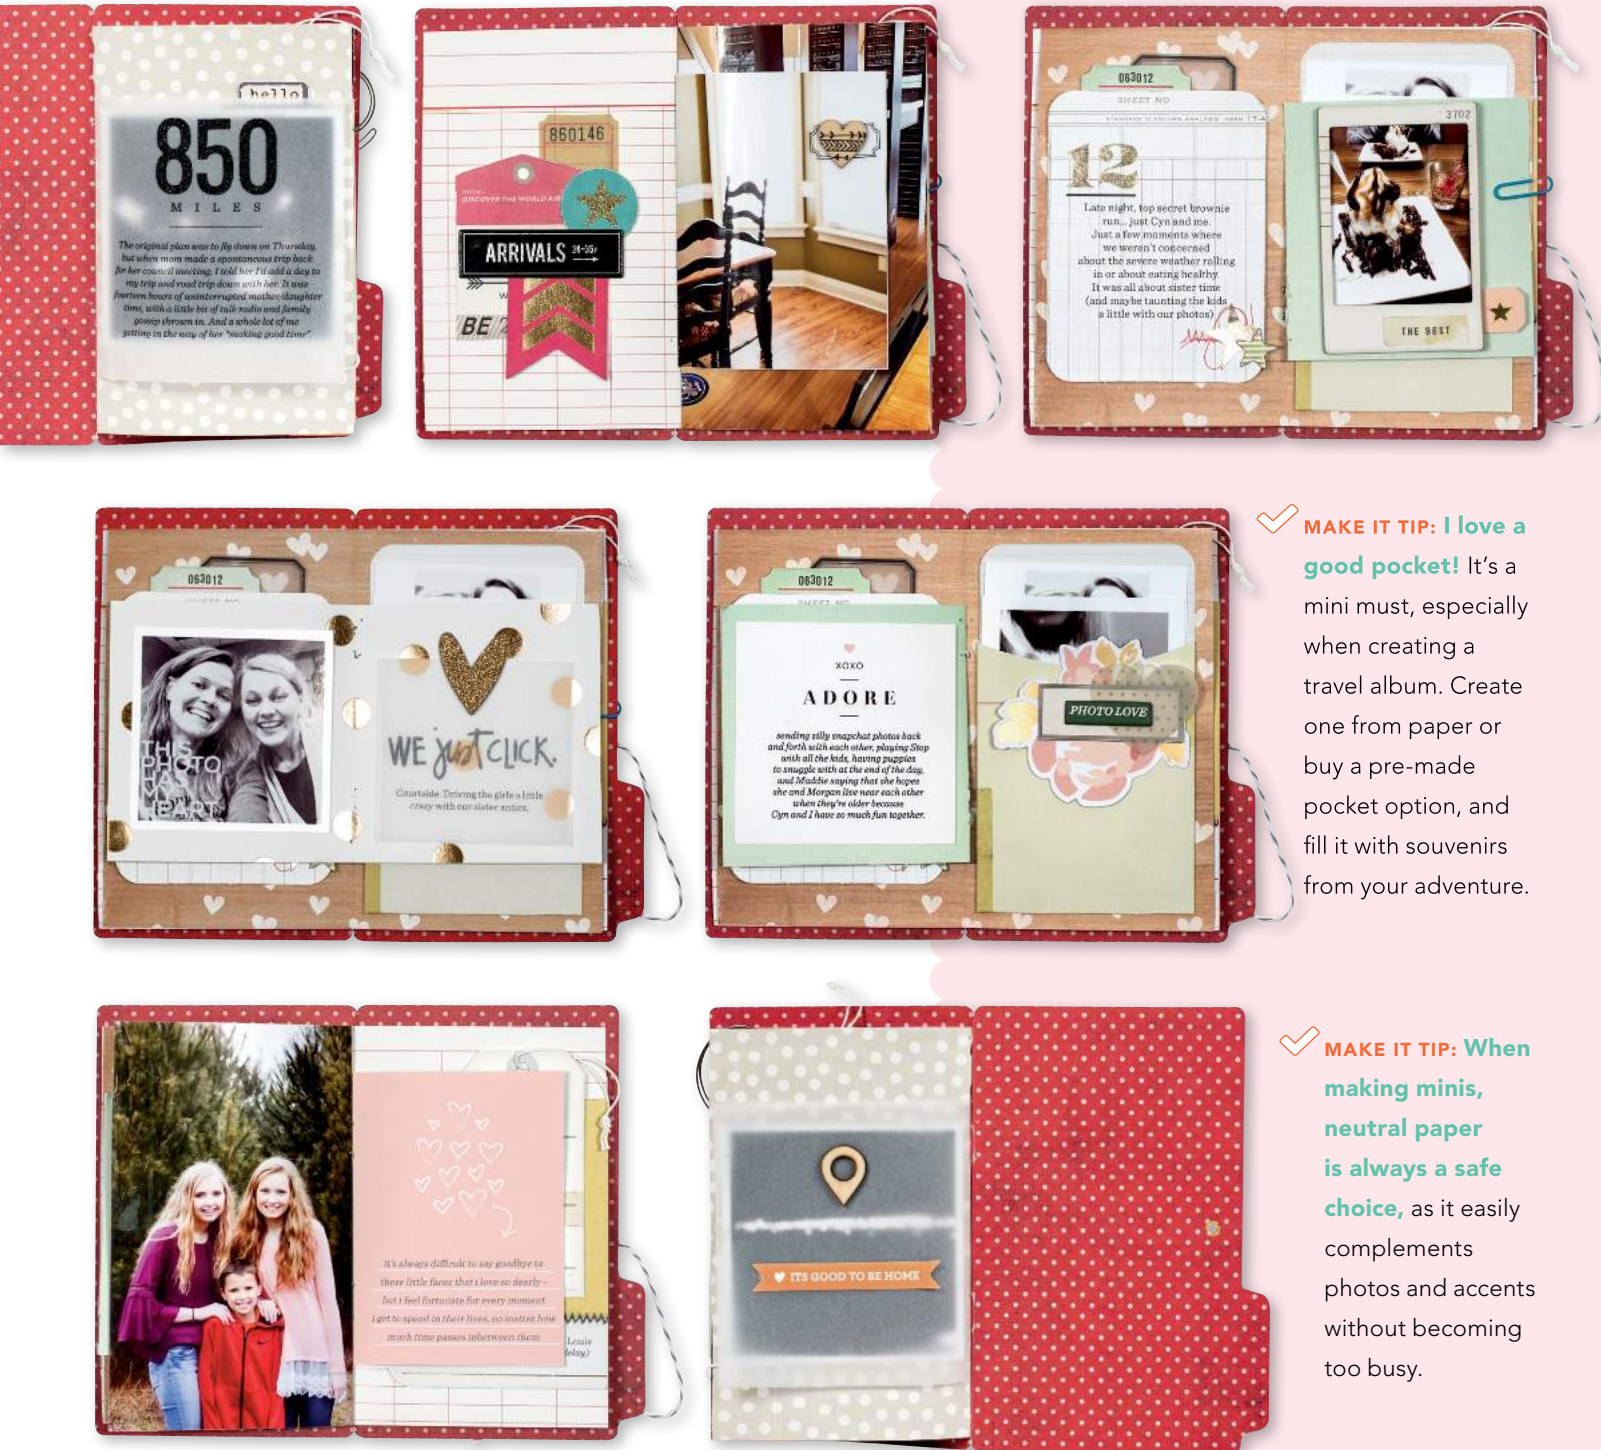 hello
850
MILES
The original plan was to fly down on Thursday,
but when mom made a spontaneous trip back
for her council meeting, I told her I'd add a day to
my trip and road trip down with her. It was
fourteen hours of uninterrupted mother/daughter
time, with a little bit of talk radio and family
gossip thrown in. And a whole lot of me
getting in the way of her "making good time".
860146
DISCOVER THE WORLD
ARRIVALS 24-35
BE
063012
SHEET NO
12
Late night, top secret brownie
run... just Cyn and me.
Just a few moments where
we weren't concerned
about the severe weather rolling
in or about eating healthy.
It was all about sister time
(and maybe taunting the kids
a little with our photos)
3702
THE BEST
063012
SHEET NO
THIS
PHOTO
HAS
MY
HEART
WE just CLICK.
Courtside. Driving the girls a little
crazy with our sister antics.
063012
SHEET NO
XOXO
ADORE
sending silly snapchat photos back
and forth with each other, playing Stop
with all the kids, having puppies
to snuggle with at the end of the day,
and Maddie saying that she hopes
she and Morgan live near each other
when they're older because
Cyn and I have so much fun together.
PHOTO LOVE
MAKE IT TIP: I love a
good pocket! It's a
mini must, especially
when creating a
travel album. Create
one from paper or
buy a pre-made
pocket option, and
fill it with souvenirs
from your adventure.
it's always difficult to say goodbye to
these little faces that i love so dearly -
but i feel fortunate for every moment
i get to spend in their lives, no matter how
much time passes inbetween them
Louie
ITS GOOD TO BE HOME
MAKE IT TIP: When
making minis,
neutral paper
is always a safe
choice, as it easily
complements
photos and accents
without becoming
too busy.